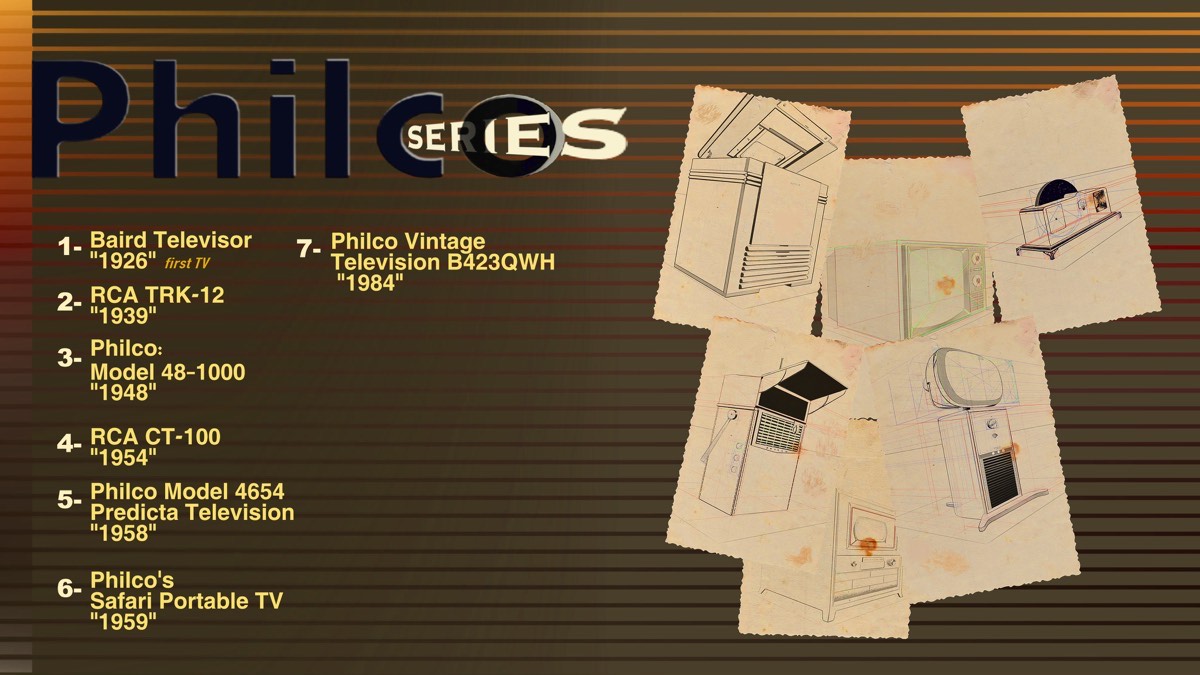 Philco
SERIES
1- Baird Televisor
"1926" first TV
2- RCA TRK-12
"1939"
3- Philco:
Model 48-1000
"1948"
4- RCA CT-100
"1954"
5- Philco Model 4654
Predicta Television
"1958"
6- Philco's
Safari Portable TV
"1959"
7- Philco Vintage
Television B423QWH
"1984"